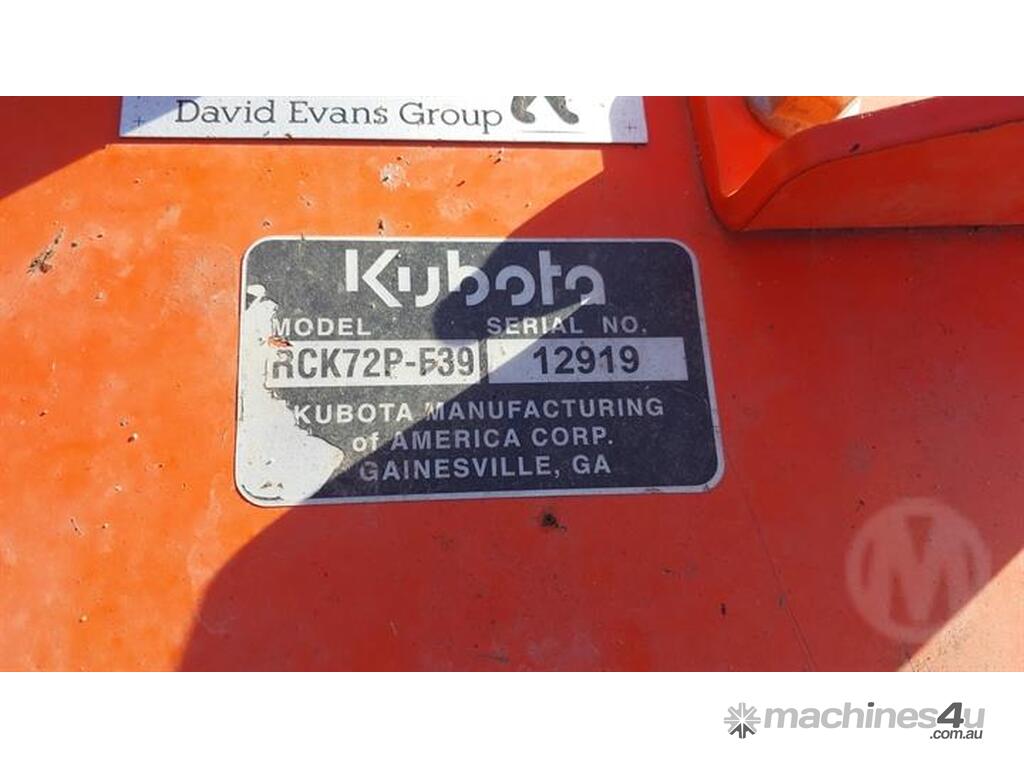 David Evans Group
Kubota
MODEL SERIAL NO.
RCK72P-F39 12919
KUBOTA MANUFACTURING
of AMERICA CORP.
GAINESVILLE, GA
M
machines4u
.com.au